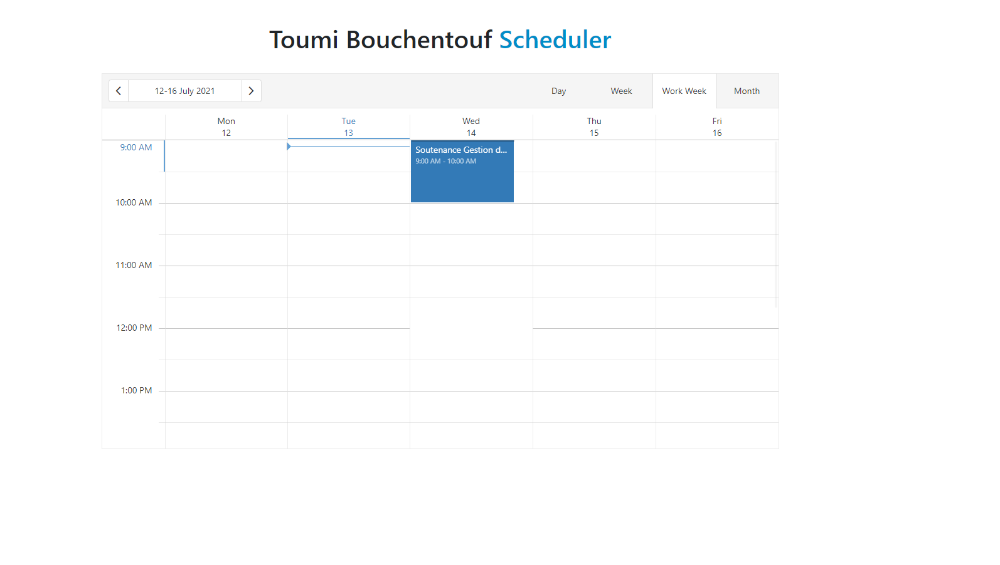 Toumi Bouchentouf Scheduler
12-16 July 2021
Day
Week
Work Week
Month
Mon
12
Tue
13
Wed
14
Thu
15
Fri
16
9:00 AM
Soutenance Gestion d...
9:00 AM - 10:00 AM
10:00 AM
11:00 AM
12:00 PM
1:00 PM